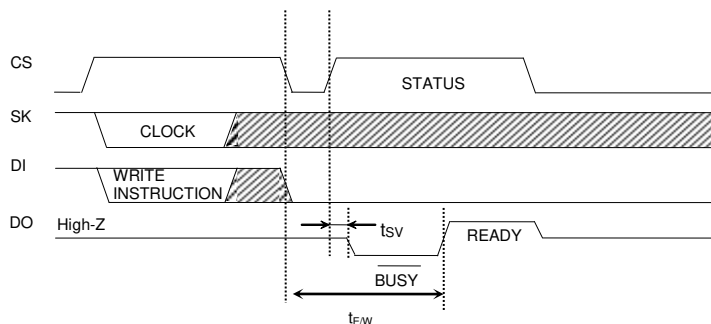 CS
STATUS
SK
CLOCK
DI
WRITE
INSTRUCTION
DO
High-Z
tSV
READY
BUSY
tE/W